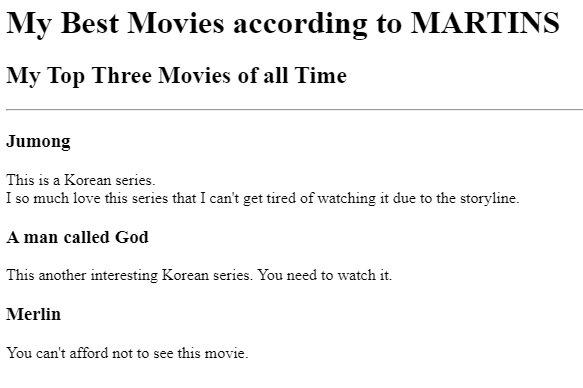 My Best Movies according to MARTINS
My Top Three Movies of all Time
Jumong
This is a Korean series.
I so much love this series that I can't get tired of watching it due to the storyline.
A man called God
This another interesting Korean series. You need to watch it.
Merlin
You can't afford not to see this movie.